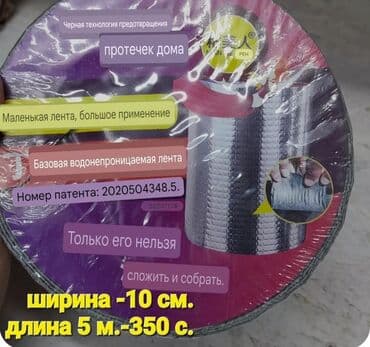 Черная технология предотвращения
протечек дома
РЕН
Маленькая лента, большое применение
Базовая водонепроницаемая лента
Номер патента: 2020504348.5.
Только его нельзя
сложить и собрать.
ширина -10 см.
длина 5 м.-350 с.